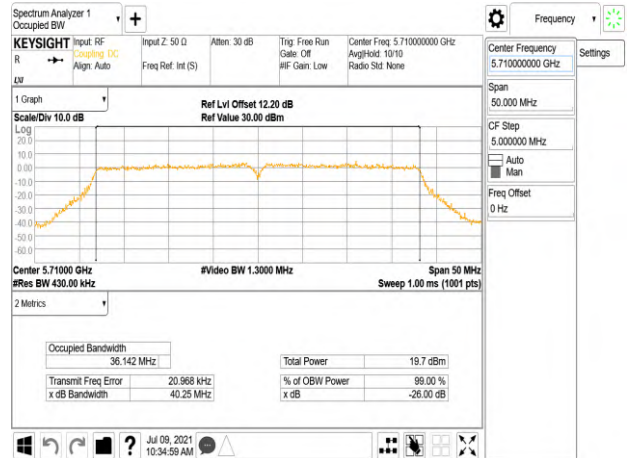 Spectrum Analyzer 1
Occupied BW
Frequency
KEYSIGHT
R
LXI
Input: RF
Coupling: DC
Align: Auto
Input Z: 50 Ω
Freq Ref: Int (S)
Atten: 30 dB
Trig: Free Run
Gate: Off
#IF Gain: Low
Center Freq: 5.710000000 GHz
Avg|Hold: 10/10
Radio Std: None
Center Frequency
5.710000000 GHz
Settings
Span
50.000 MHz
CF Step
5.000000 MHz
Auto
Man
Freq Offset
0 Hz
1 Graph
Scale/Div 10.0 dB
Ref Lvl Offset 12.20 dB
Ref Value 30.00 dBm
Log
20.0
10.0
0.00
-10.0
-20.0
-30.0
-40.0
-50.0
-60.0
Center 5.71000 GHz
#Res BW 430.00 kHz
#Video BW 1.3000 MHz
Span 50 MHz
Sweep 1.00 ms (1001 pts)
2 Metrics
Occupied Bandwidth
36.142 MHz
Transmit Freq Error 20.968 kHz
x dB Bandwidth 40.25 MHz
Total Power 19.7 dBm
% of OBW Power 99.00 %
x dB -26.00 dB
?
Jul 09, 2021
10:34:59 AM